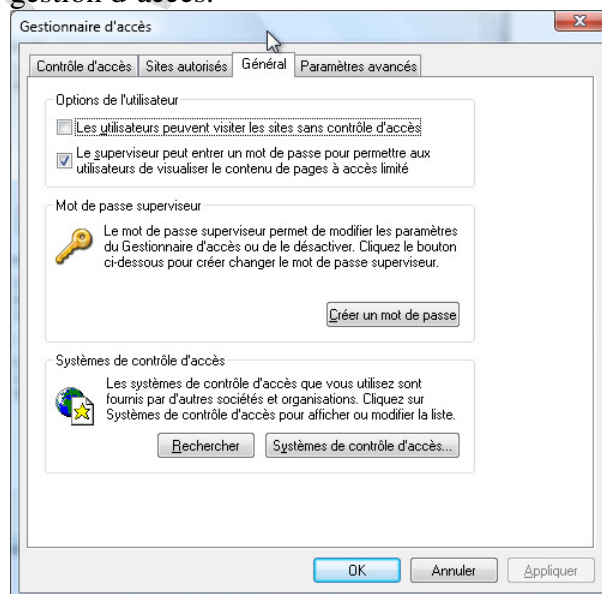 gestion d'accès.
Gestionnaire d'accès
Contrôle d'accès Sites autorisés Général Paramètres avancés
Options de l'utilisateur
Les utilisateurs peuvent visiter les sites sans contrôle d'accès
Le superviseur peut entrer un mot de passe pour permettre aux
utilisateurs de visualiser le contenu de pages à accès limité
Mot de passe superviseur
Le mot de passe superviseur permet de modifier les paramètres
du Gestionnaire d'accès ou de le désactiver. Cliquez le bouton
ci-dessous pour créer changer le mot de passe superviseur.
Créer un mot de passe
Systèmes de contrôle d'accès
Les systèmes de contrôle d'accès que vous utilisez sont
fournis par d'autres sociétés et organisations. Cliquez sur
Systèmes de contrôle d'accès pour afficher ou modifier la liste.
Rechercher Systèmes de contrôle d'accès...
OK Annuler Appliquer